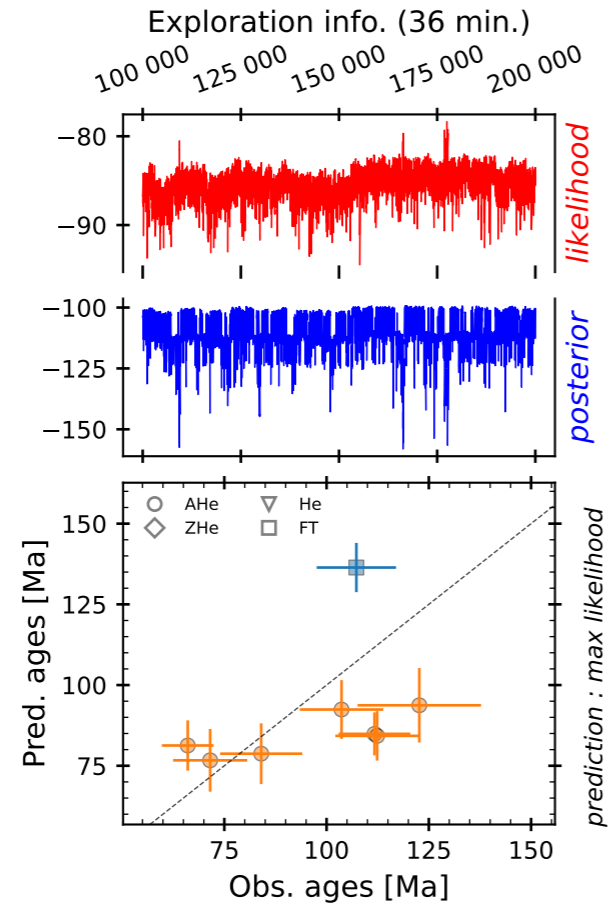 Exploration info. (36 min.)
100 000 125 000 150 000 175 000 200 000
−80
−90
likelihood
−100
−125
−150
posterior
AHe He
ZHe FT
150
125
100
75
Pred. ages [Ma]
prediction : max likelihood
75 100 125 150
Obs. ages [Ma]